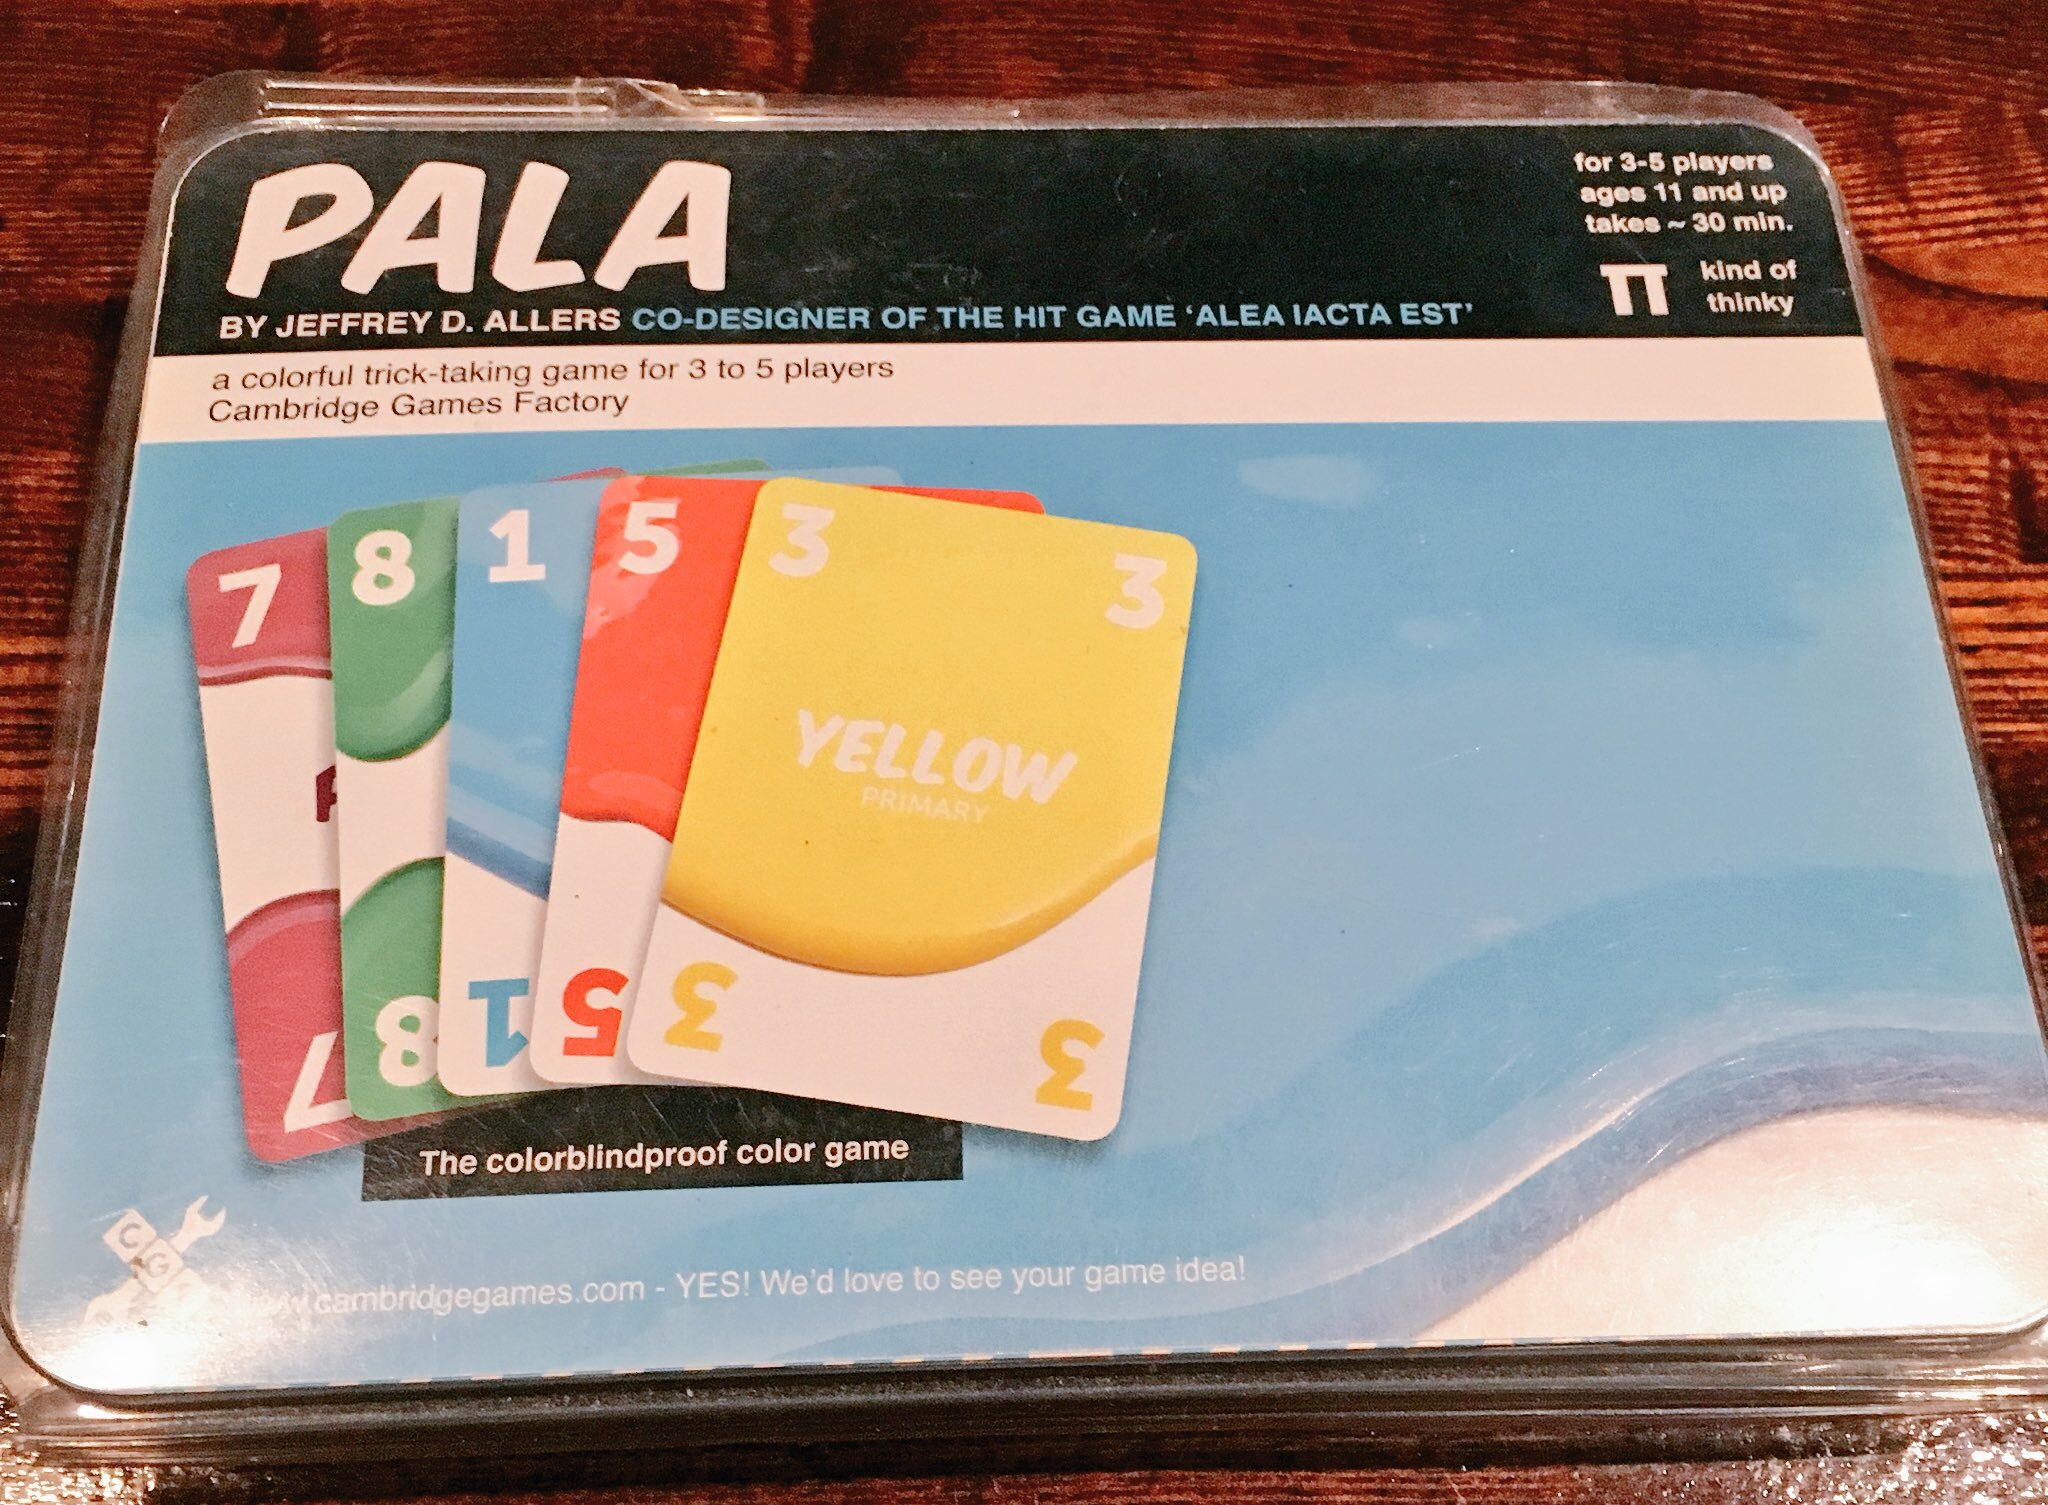 PALA
BY JEFFREY D. ALLERS CO-DESIGNER OF THE HIT GAME 'ALEA IACTA EST'
for 3-5 players
ages 11 and up
takes ~ 30 min.
π kind of
thinky
a colorful trick-taking game for 3 to 5 players
Cambridge Games Factory
7 8 1 5 3 3
YELLOW
PRIMARY
7 8 1 5 3 3
The colorblindproof color game
CG
cambridgegames.com - YES! We'd love to see your game idea!